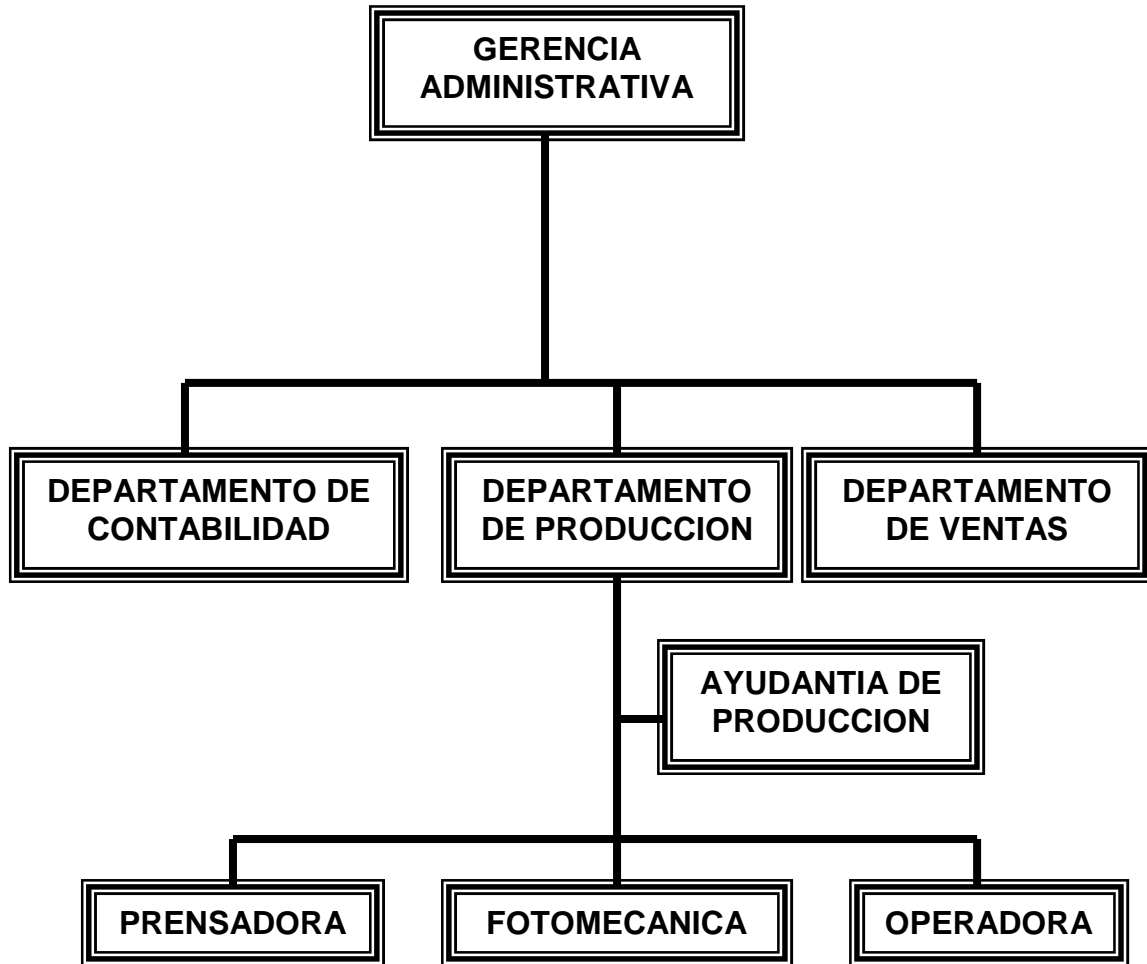 GERENCIA
ADMINISTRATIVA
DEPARTAMENTO DE
CONTABILIDAD
DEPARTAMENTO
DE PRODUCCION
DEPARTAMENTO
DE VENTAS
AYUDANTIA DE
PRODUCCION
PRENSADORA
FOTOMECANICA
OPERADORA